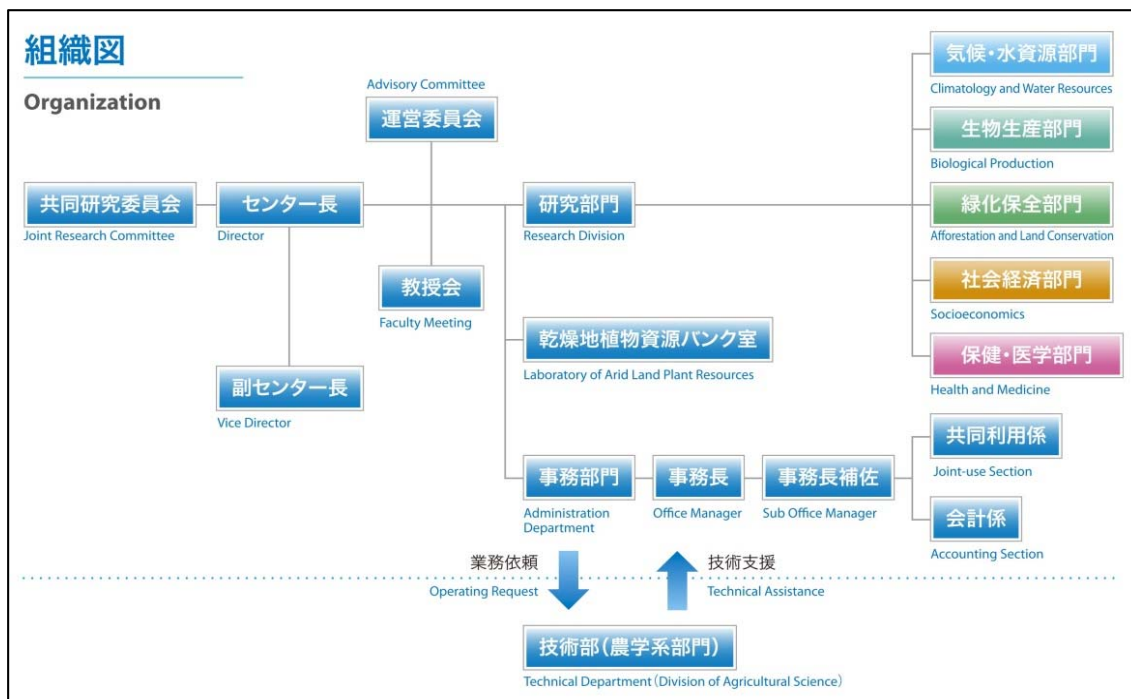 組織図
Organization
Advisory Committee
運営委員会
共同研究委員会
Joint Research Committee
センター長
Director
副センター長
Vice Director
教授会
Faculty Meeting
研究部門
Research Division
気候・水資源部門
Climatology and Water Resources
生物生産部門
Biological Production
緑化保全部門
Afforestation and Land Conservation
社会経済部門
Socioeconomics
保健・医学部門
Health and Medicine
乾燥地植物資源バンク室
Laboratory of Arid Land Plant Resources
事務部門
Administration
Department
事務長
Office Manager
事務長補佐
Sub Office Manager
共同利用係
Joint-use Section
会計係
Accounting Section
業務依頼
Operating Request
技術支援
Technical Assistance
技術部（農学系部門）
Technical Department（Division of Agricultural Science）